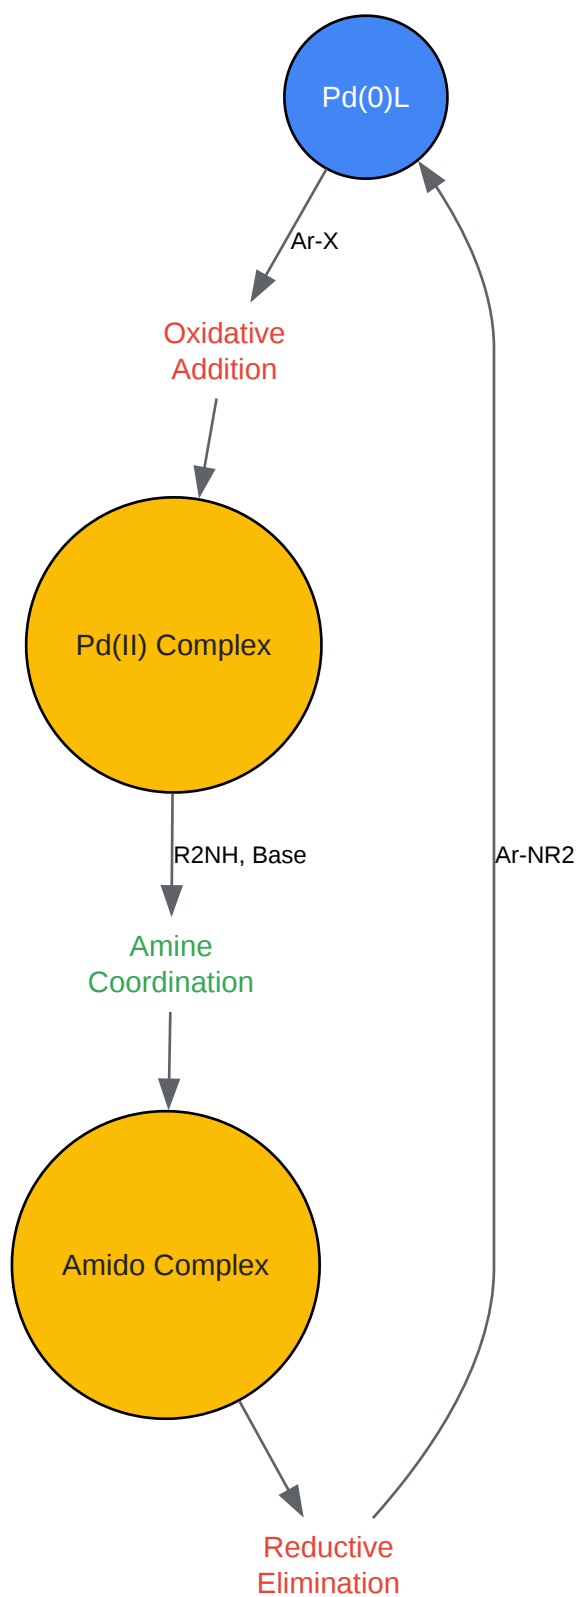 Pd(0)L
Ar-X
Oxidative
Addition
Pd(II) Complex
R2NH, Base
Ar-NR2
Amine
Coordination
Amido Complex
Reductive
Elimination